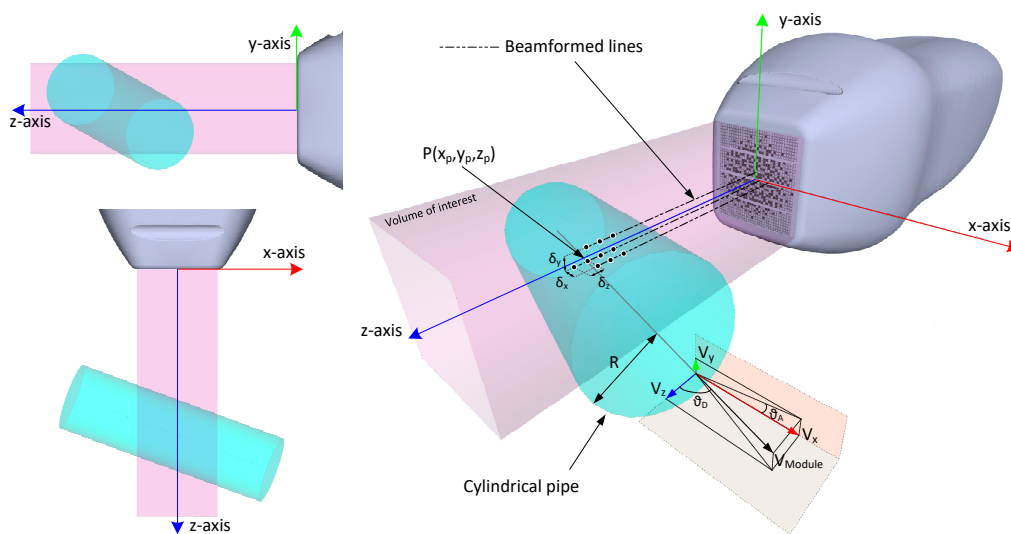 y-axis
z-axis
x-axis
z-axis
y-axis
Beamformed lines
P(xₚ,yₚ,zₚ)
Volume of interest
x-axis
δy
δx
δz
z-axis
R
Vy
Vz
ϑD
ϑA
Vx
VModule
Cylindrical pipe